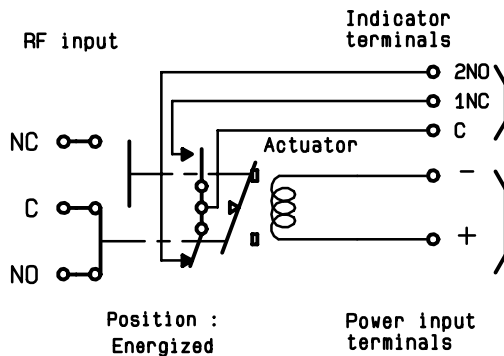 RF input
Indicator
terminals
2NO
1NC
C
NC
C
NO
Actuator
-
+
Position :
Energized
Power input
terminals